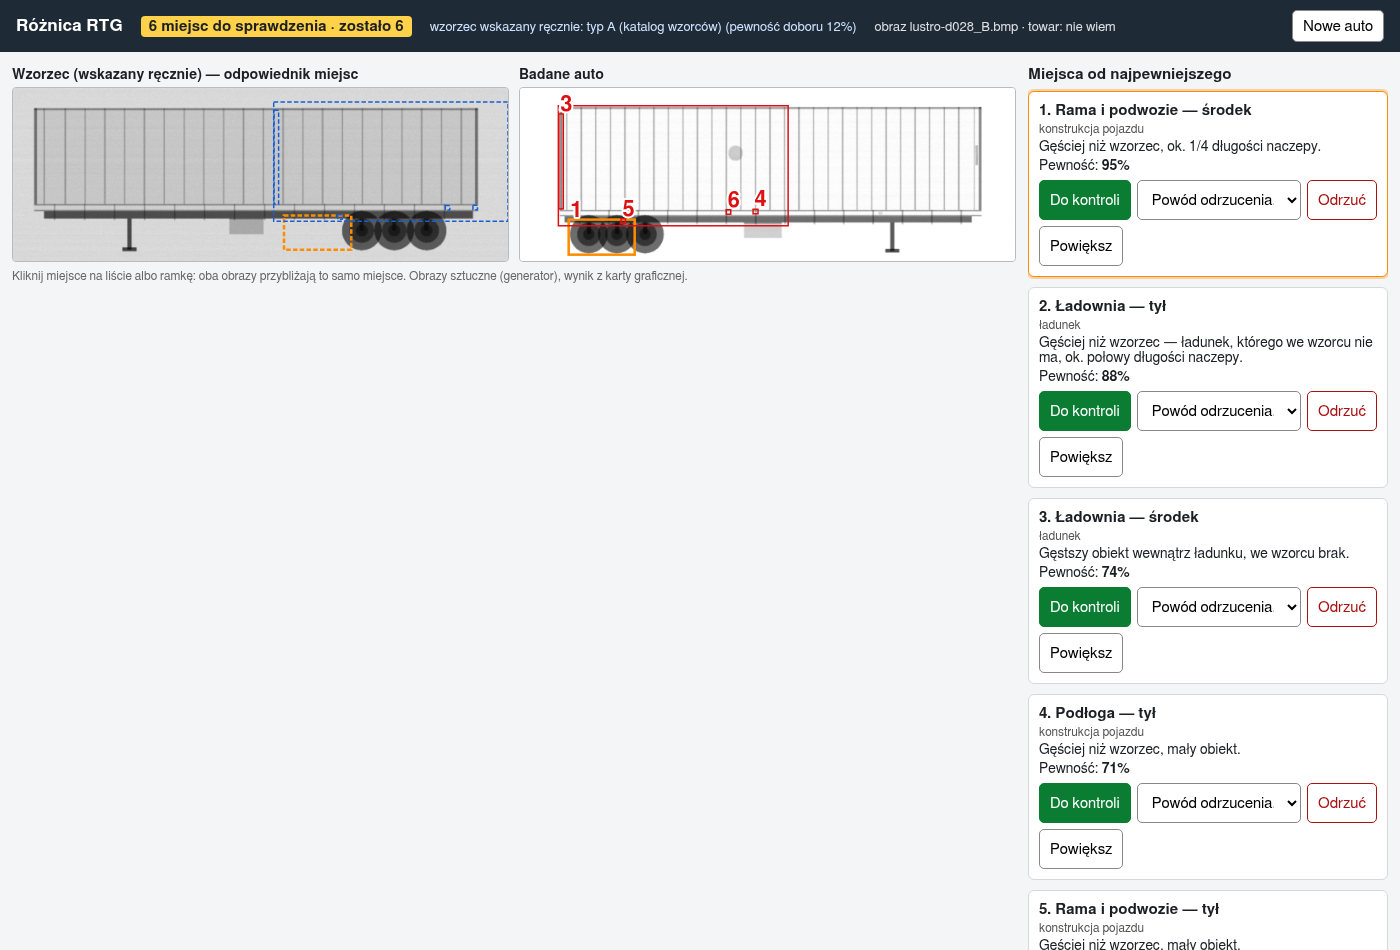 Różnica RTG
6 miejsc do sprawdzenia · zostało 6
wzorzec wskazany ręcznie: typ A (katalog wzorców) (pewność doboru 12%)
obraz lustro-d028_B.bmp · towar: nie wiem
Nowe auto
Wzorzec (wskazany ręcznie) — odpowiednik miejsc
Badane auto
3
1
5
6
4
Kliknij miejsce na liście albo ramkę: oba obrazy przybliżają to samo miejsce. Obrazy sztuczne (generator), wynik z karty graficznej.
Miejsca od najpewniejszego
1. Rama i podwozie — środek
konstrukcja pojazdu
Gęściej niż wzorzec, ok. 1/4 długości naczepy.
Pewność: 95%
Do kontroli
Powód odrzucenia
Odrzuć
Powiększ
2. Ładownia — tył
ładunek
Gęściej niż wzorzec — ładunek, którego we wzorcu nie
ma, ok. połowy długości naczepy.
Pewność: 88%
Do kontroli
Powód odrzucenia
Odrzuć
Powiększ
3. Ładownia — środek
ładunek
Gęstszy obiekt wewnątrz ładunku, we wzorcu brak.
Pewność: 74%
Do kontroli
Powód odrzucenia
Odrzuć
Powiększ
4. Podłoga — tył
konstrukcja pojazdu
Gęściej niż wzorzec, mały obiekt.
Pewność: 71%
Do kontroli
Powód odrzucenia
Odrzuć
Powiększ
5. Rama i podwozie — tył
konstrukcja pojazdu
Gęściej niż wzorzec, mały obiekt.